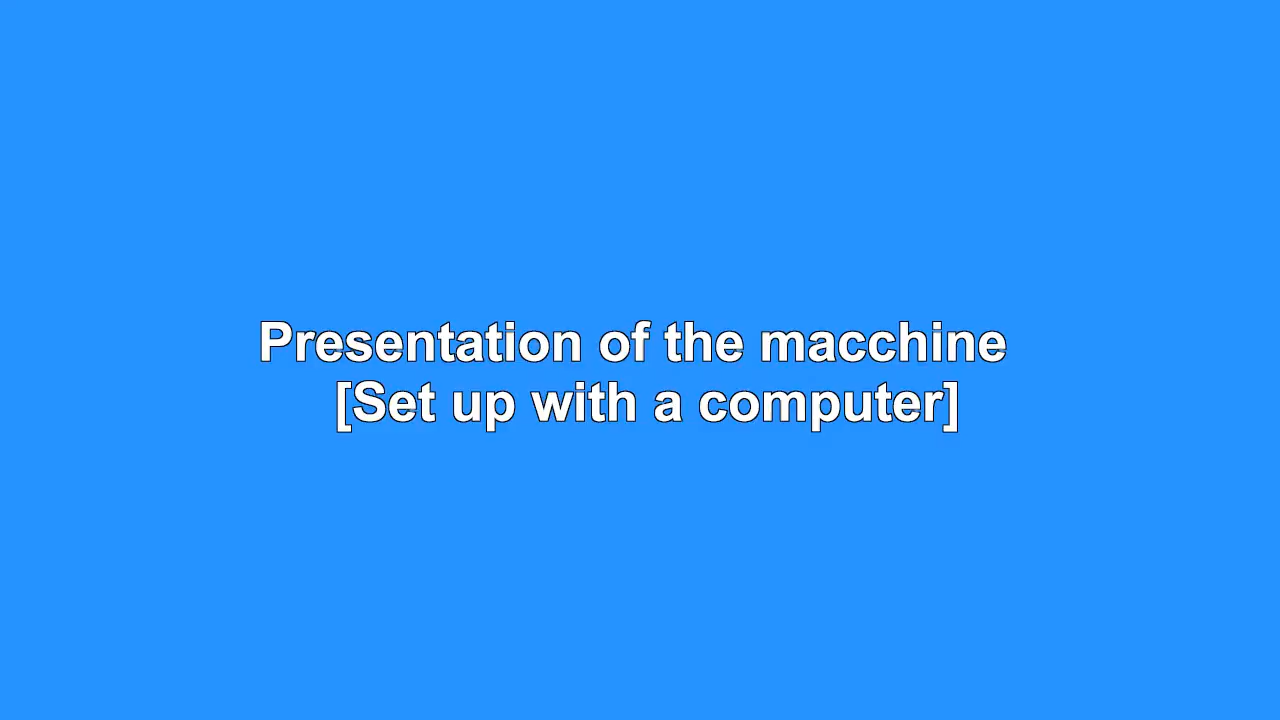 Presentation of the macchine
[Set up with a computer]